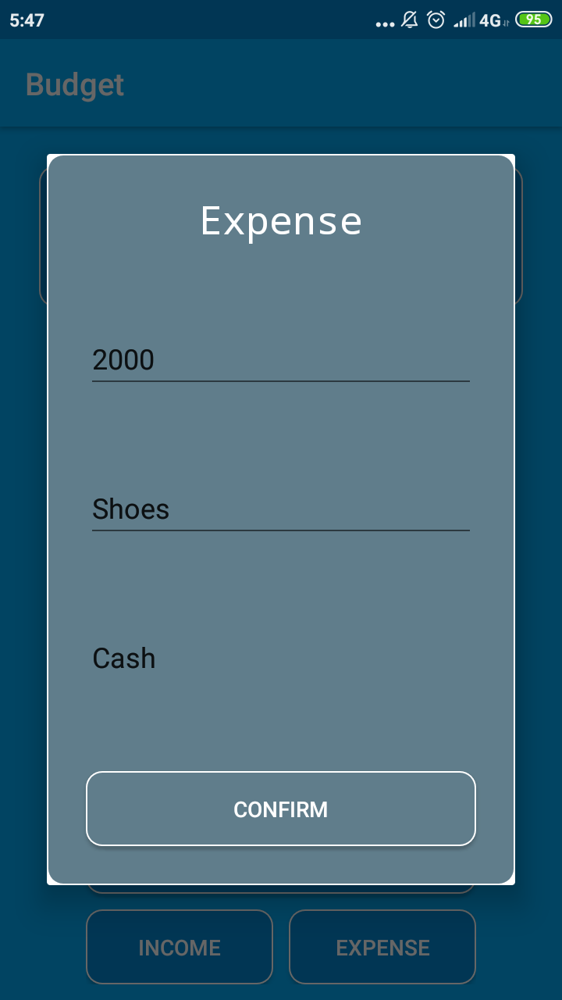 5:47
4G
95
Budget
Expense
2000
Shoes
Cash
CONFIRM
INCOME
EXPENSE